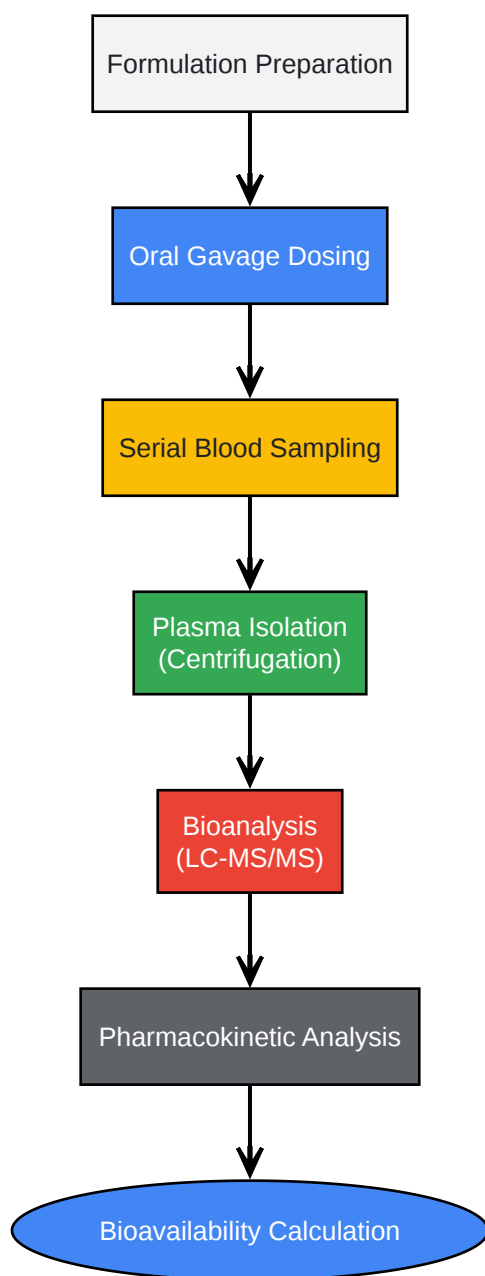 Formulation Preparation
Oral Gavage Dosing
Serial Blood Sampling
Plasma Isolation
(Centrifugation)
Bioanalysis
(LC-MS/MS)
Pharmacokinetic Analysis
Bioavailability Calculation